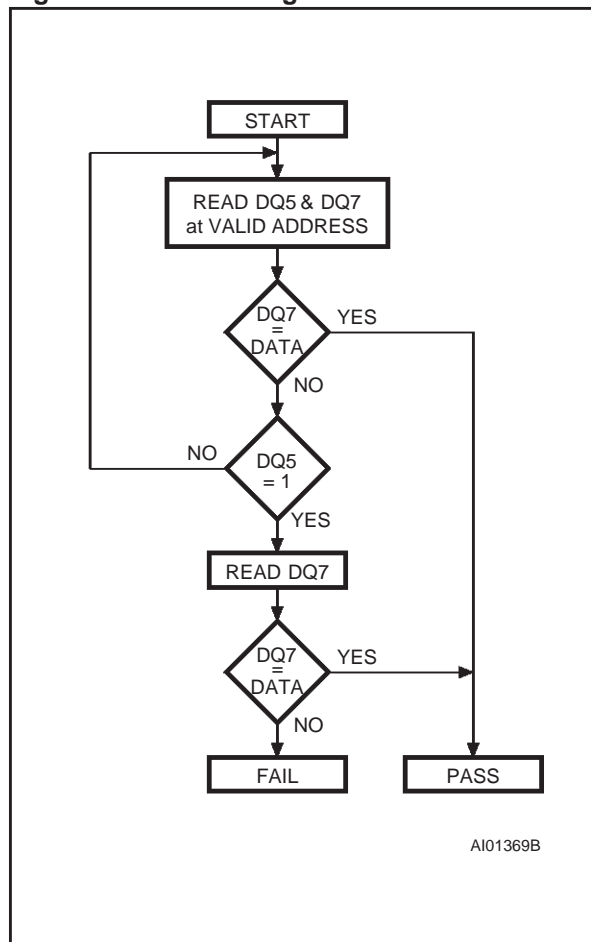 START
READ DQ5 & DQ7
at VALID ADDRESS
DQ7
=
DATA
YES
NO
DQ5
= 1
NO
YES
READ DQ7
DQ7
=
DATA
YES
NO
FAIL
PASS
AI01369B